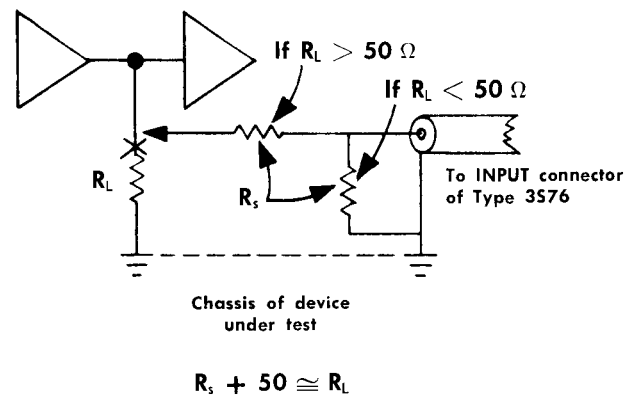 If R_L > 50 Ω
If R_L < 50 Ω
R_L
R_s
To INPUT connector
of Type 3S76
Chassis of device
under test
R_s + 50 ≅ R_L